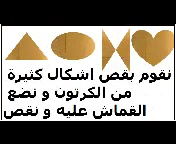 نقوم بقص اشكال كثيرة
من الكرتون و نضع
القماش عليه و نقص